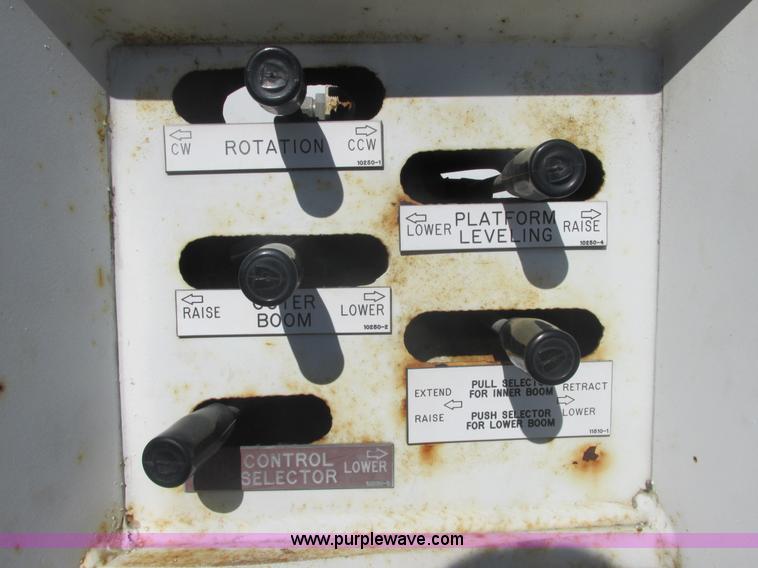 CW ROTATION CCW
10250-1
LOWER PLATFORM LEVELING RAISE
10250-4
RAISE BOOM LOWER
10250-2
EXTEND PULL SELECTOR RETRACT
FOR INNER BOOM
RAISE PUSH SELECTOR LOWER
FOR LOWER BOOM
11510-1
CONTROL SELECTOR LOWER
www.purplewave.com